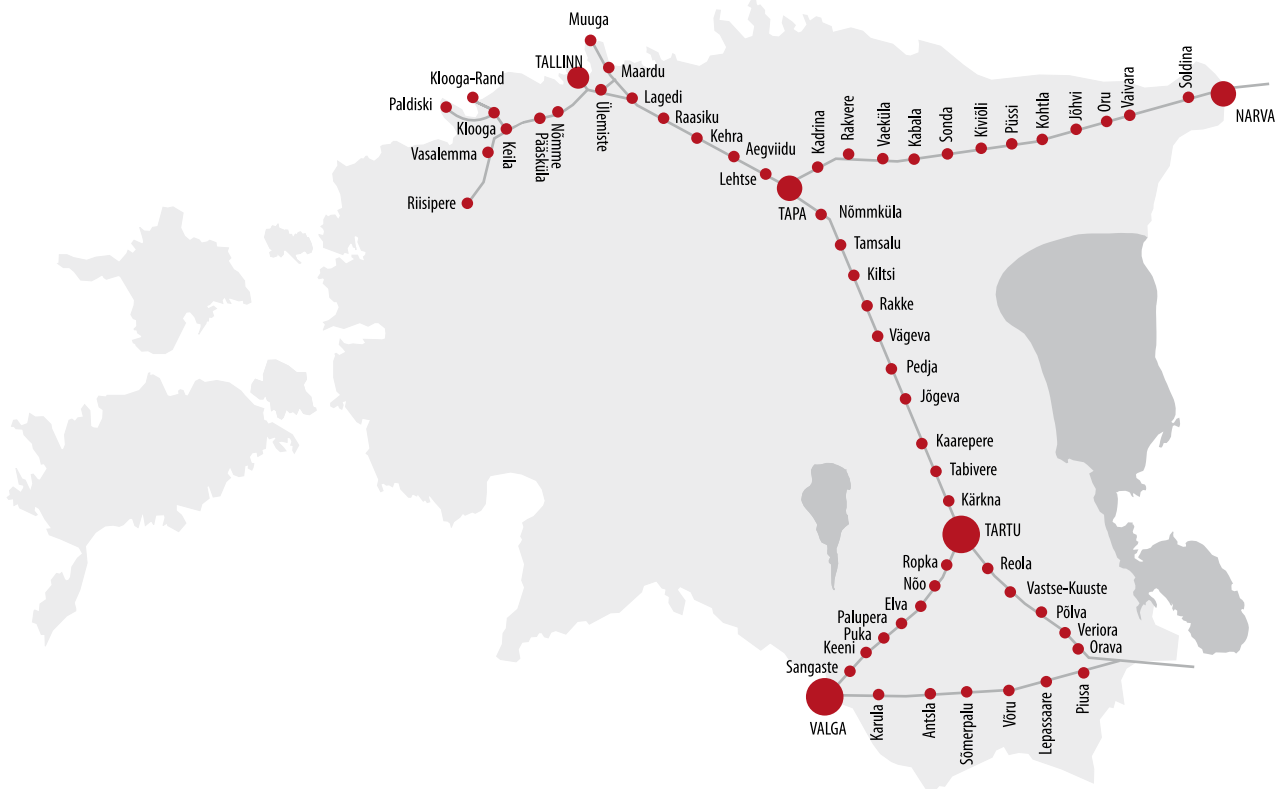 Muuga
TALLINN
Maardu
Klooga-Rand
Paldiski
Lagedi
Klooga
Keila
Pääsküla
Nõmme
Ülemiste
Raasiku
Kehra
Aegviidu
Lehtse
Vasalemma
Riisipere
TAPA
Kadrina
Rakvere
Vaeküla
Kabala
Sonda
Kiviõli
Püssi
Kohtla
Jõhvi
Oru
Vaivara
Soldina
NARVA
Nõmmküla
Tamsalu
Kiltsi
Rakke
Vägeva
Pedja
Jõgeva
Kaarepere
Tabivere
Kärkna
TARTU
Ropka
Nõo
Elva
Palupera
Puka
Keeni
Sangaste
VALGA
Reola
Vastse-Kuuste
Põlva
Veriora
Orava
Karula
Antsla
Sõmerpalu
Võru
Lepassaare
Piusa